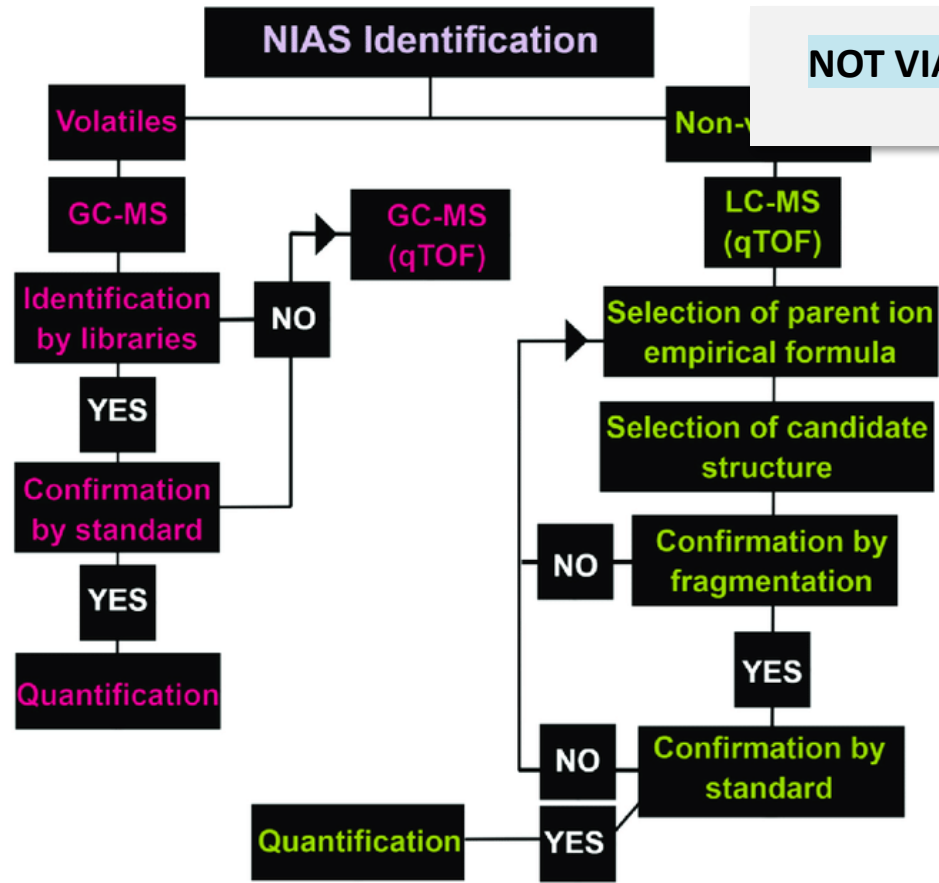 NIAS Identification
NOT
Volatiles
GC-MS
Identification
by libraries
NO
GC-MS
(qTOF)
YES
Confirmation
by standard
YES
Quantification
LC-MS
(qTOF)
Selection of parent ion
empirical formula
Selection of candidate
structure
Confirmation by
fragmentation
NO
YES
Confirmation by
standard
NO
YES
Quantification